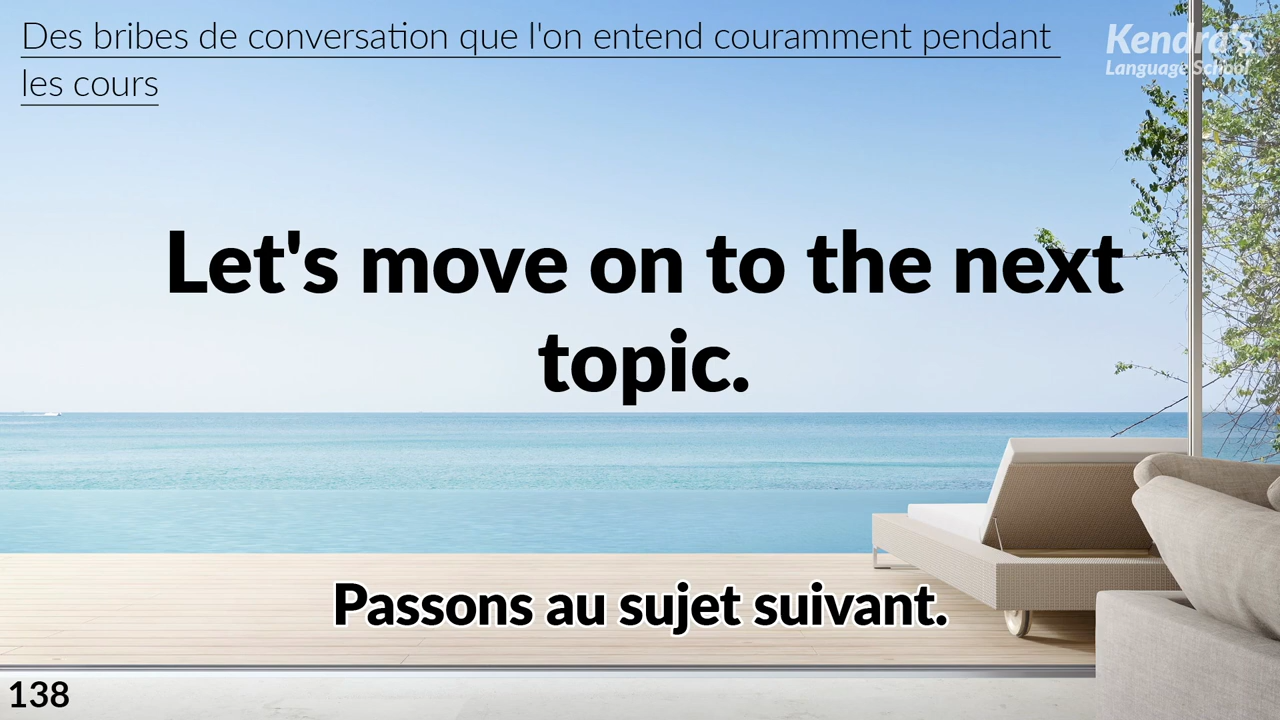 Des bribes de conversation que l'on entend couramment pendant
les cours
Kendra's
Language School
Let's move on to the next
topic.
Passons au sujet suivant.
138